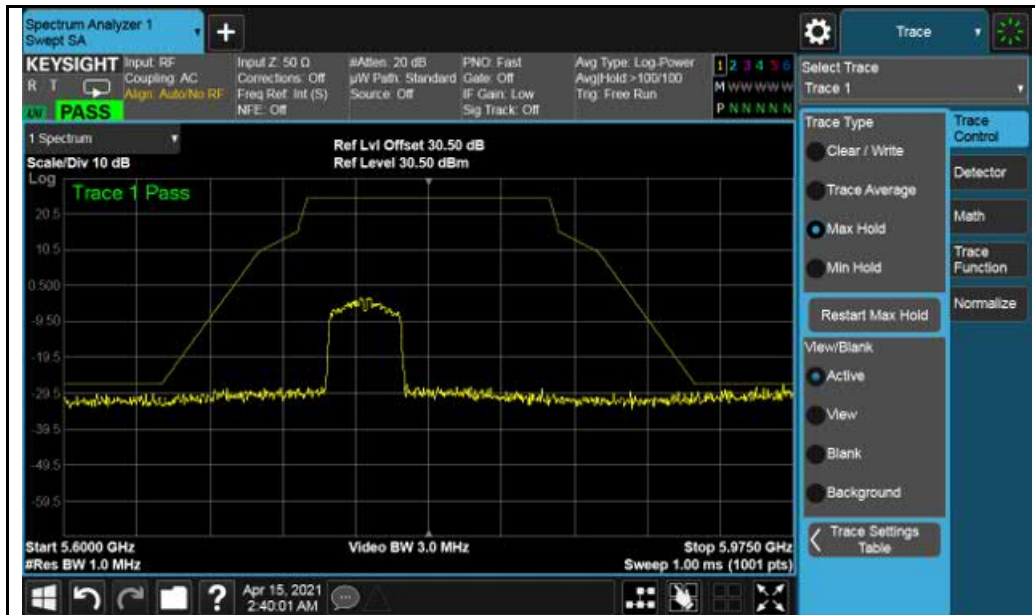 Spectrum Analyzer 1
Swept SA
Trace
KEYSIGHT Input: RF Input Z: 50 Ω #Atten: 20 dB PNO: Fast Avg Type: Log-Power 1 2 3 4 5 6
R T Coupling: AC Corrections: Off µW Path: Standard Gate: Off Avg|Hold >100/100 M W W W W W
Align: Auto/No RF Freq Ref: Int (S) Source: Off IF Gain: Low Trig: Free Run
PASS NFE: Off Sig Track: Off P N N N N N
Select Trace
Trace 1
1 Spectrum
Ref Lvl Offset 30.50 dB
Scale/Div 10 dB Ref Level 30.50 dBm
Log
Trace 1 Pass
20.5
10.5
0.500
-9.50
-19.5
-29.5
-39.5
-49.5
-59.5
Start 5.6000 GHz Video BW 3.0 MHz Stop 5.9750 GHz
#Res BW 1.0 MHz Sweep 1.00 ms (1001 pts)
Trace Type
Clear / Write
Trace Average
Max Hold
Min Hold
Restart Max Hold
View/Blank
Active
View
Blank
Background
Trace Settings
Table
Trace
Control
Detector
Math
Trace
Function
Normalize
?
Apr 15, 2021
2:40:01 AM